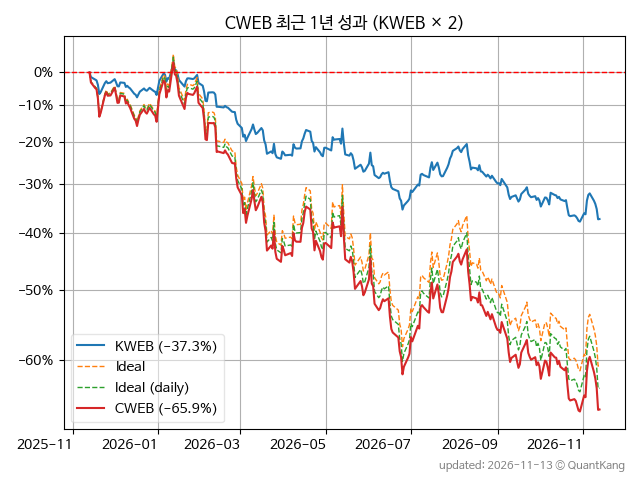 CWEB 최근 1년 성과 (KWEB × 2)
0%
−10%
−20%
−30%
−40%
−50%
−60%
KWEB (−37.3%)
Ideal
Ideal (daily)
CWEB (−65.9%)
2025−11 2026−01 2026−03 2026−05 2026−07 2026−09 2026−11
updated: 2026-11-13 © QuantKang